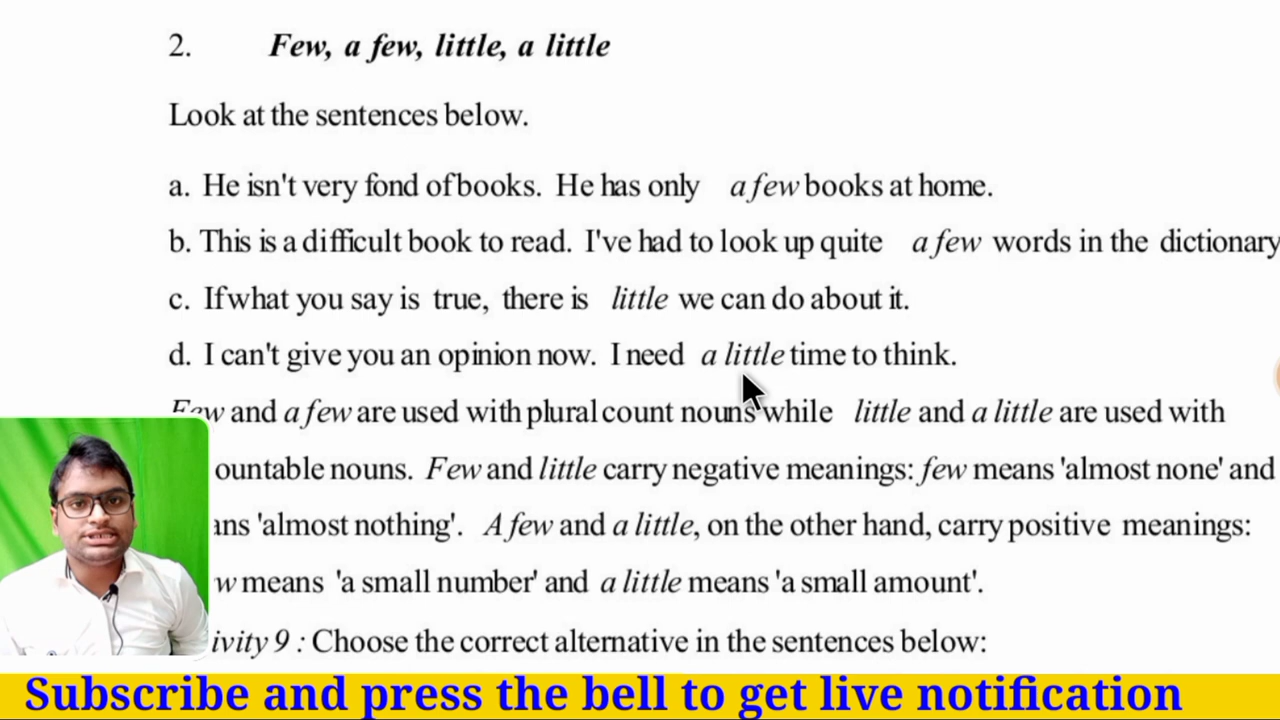 2. Few, a few, little, a little
Look at the sentences below.
a. He isn't very fond of books. He has only a few books at home.
b. This is a difficult book to read. I've had to look up quite a few words in the dictionary
c. If what you say is true, there is little we can do about it.
d. I can't give you an opinion now. I need a little time to think.
Few and a few are used with plural count nouns while little and a little are used with
ountable nouns. Few and little carry negative meanings: few means 'almost none' and
ans 'almost nothing'. A few and a little, on the other hand, carry positive meanings:
w means 'a small number' and a little means 'a small amount'.
ivity 9 : Choose the correct alternative in the sentences below:
Subscribe and press the bell to get live notification